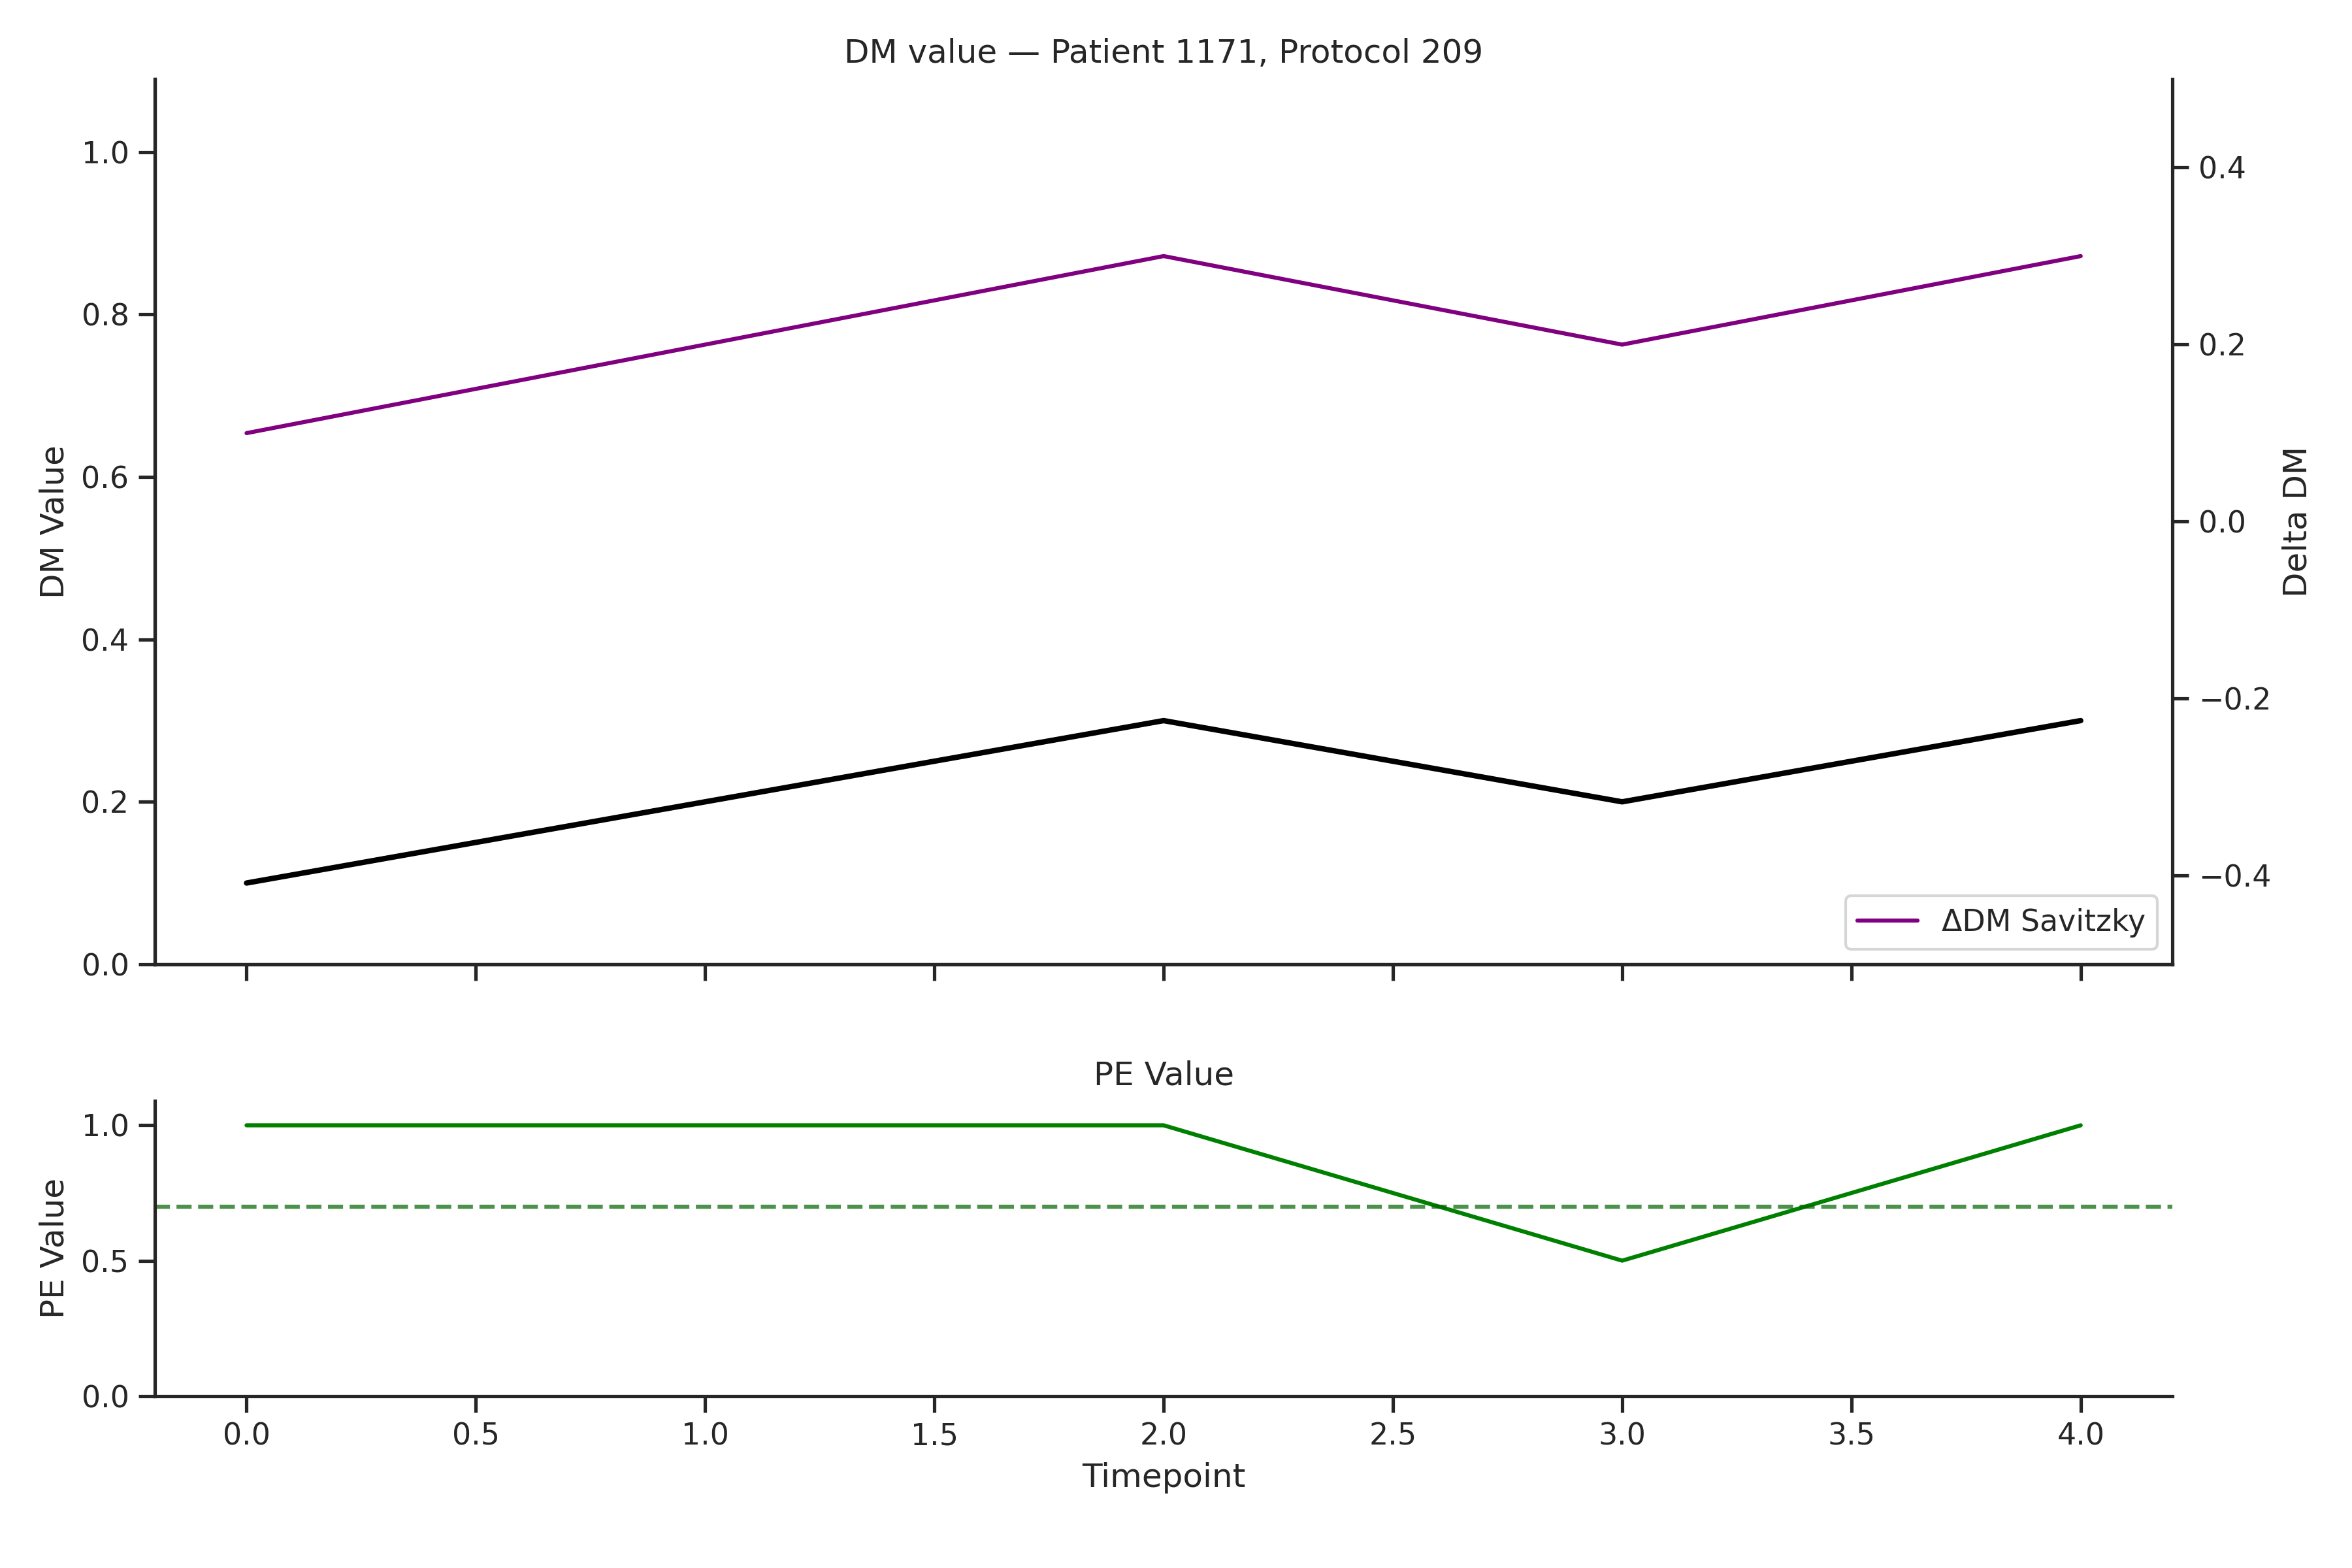 DM value — Patient 1171, Protocol 209
1.0
0.8
0.6
0.4
0.2
0.0
DM Value
0.4
0.2
0.0
−0.2
−0.4
Delta DM
ΔDM Savitzky
PE Value
1.0
0.5
0.0
PE Value
0.0 0.5 1.0 1.5 2.0 2.5 3.0 3.5 4.0
Timepoint